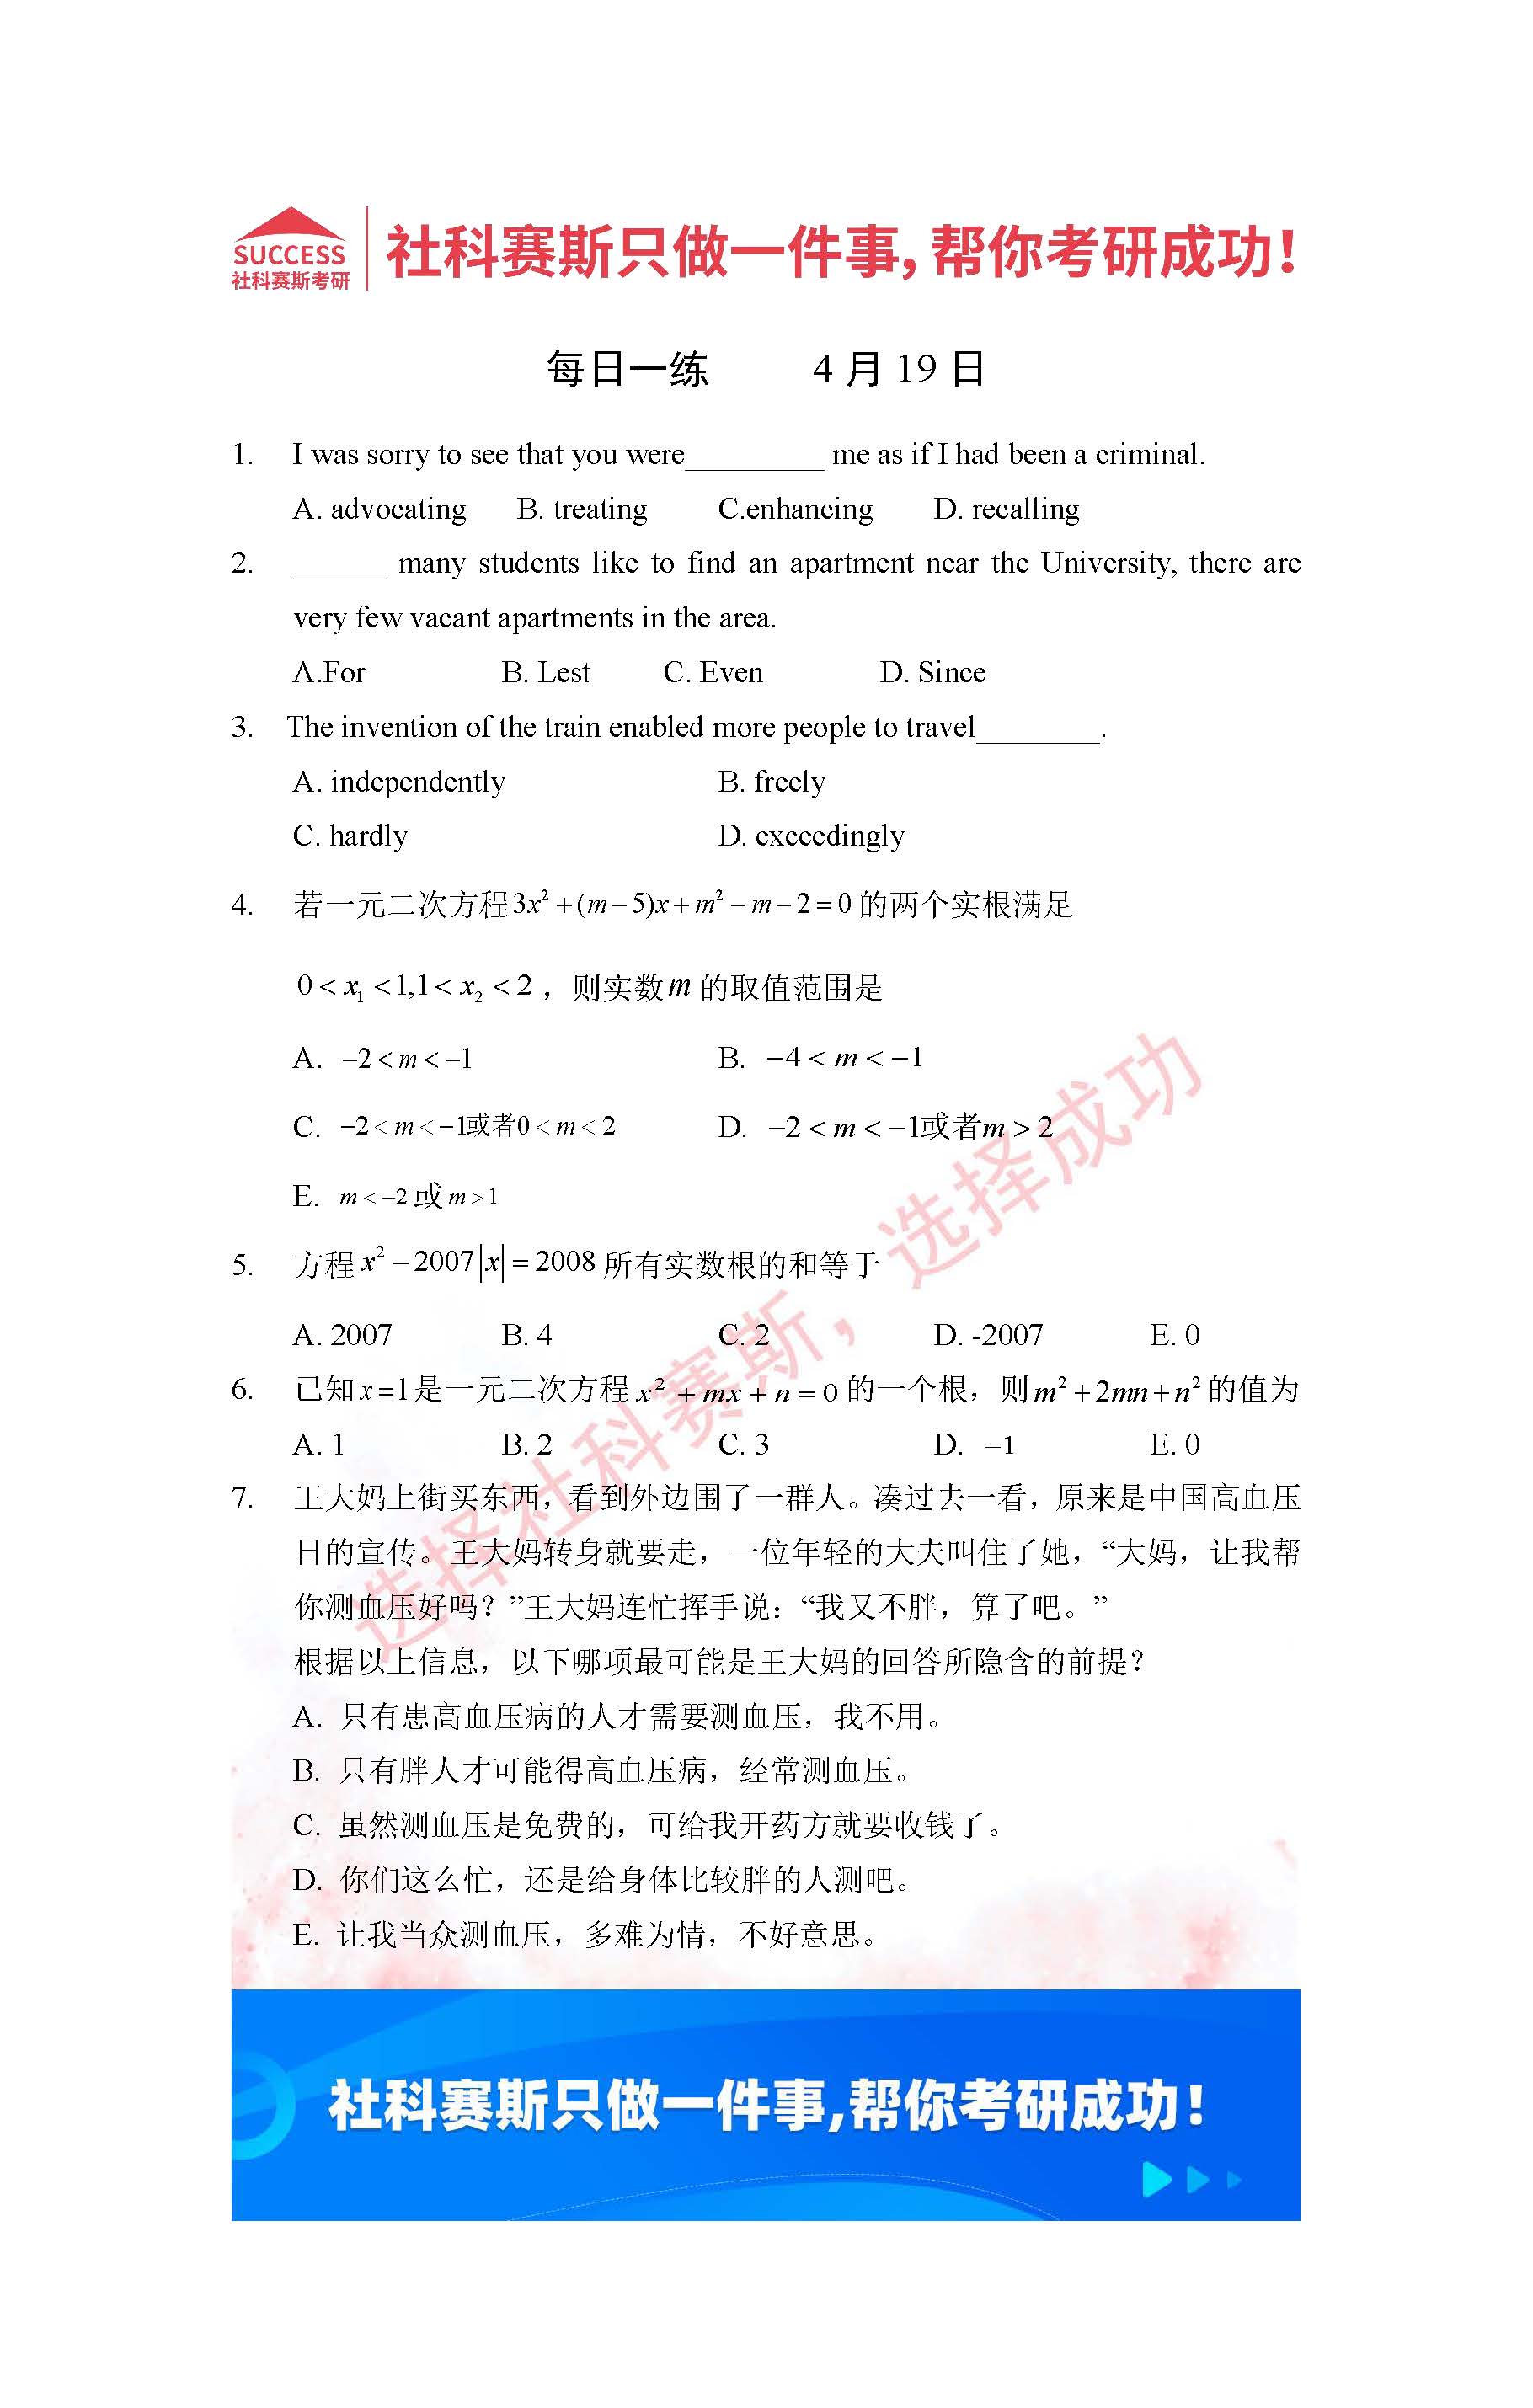 SUCCESS
社科赛斯考研
社科赛斯只做一件事,帮你考研成功!
每日一练 4月19日
1. I was sorry to see that you were_________ me as if I had been a criminal.
A. advocating B. treating C.enhancing D. recalling
2. ______ many students like to find an apartment near the University, there are
very few vacant apartments in the area.
A.For B. Lest C. Even D. Since
3. The invention of the train enabled more people to travel________.
A. independently B. freely
C. hardly D. exceedingly
4. 若一元二次方程3x²+(m−5)x+m²−m−2=0的两个实根满足
0<x₁<1,1<x₂<2，则实数m的取值范围是
A. −2<m<−1 B. −4<m<−1
C. −2<m<−1或者0<m<2 D. −2<m<−1或者m>2
E. m<−2或m>1
5. 方程x²−2007|x|=2008所有实数根的和等于
A. 2007 B. 4 C. 2 D. -2007 E. 0
6. 已知x=1是一元二次方程x²+mx+n=0的一个根，则m²+2mn+n²的值为
A. 1 B. 2 C. 3 D. −1 E. 0
7. 王大妈上街买东西，看到外边围了一群人。凑过去一看，原来是中国高血压
日的宣传。王大妈转身就要走，一位年轻的大夫叫住了她，“大妈，让我帮
你测血压好吗？”王大妈连忙挥手说：“我又不胖，算了吧。”
根据以上信息，以下哪项最可能是王大妈的回答所隐含的前提？
A. 只有患高血压病的人才需要测血压，我不用。
B. 只有胖人才可能得高血压病，经常测血压。
C. 虽然测血压是免费的，可给我开药方就要收钱了。
D. 你们这么忙，还是给身体比较胖的人测吧。
E. 让我当众测血压，多难为情，不好意思。
选择社科赛斯，选择成功
社科赛斯只做一件事,帮你考研成功!